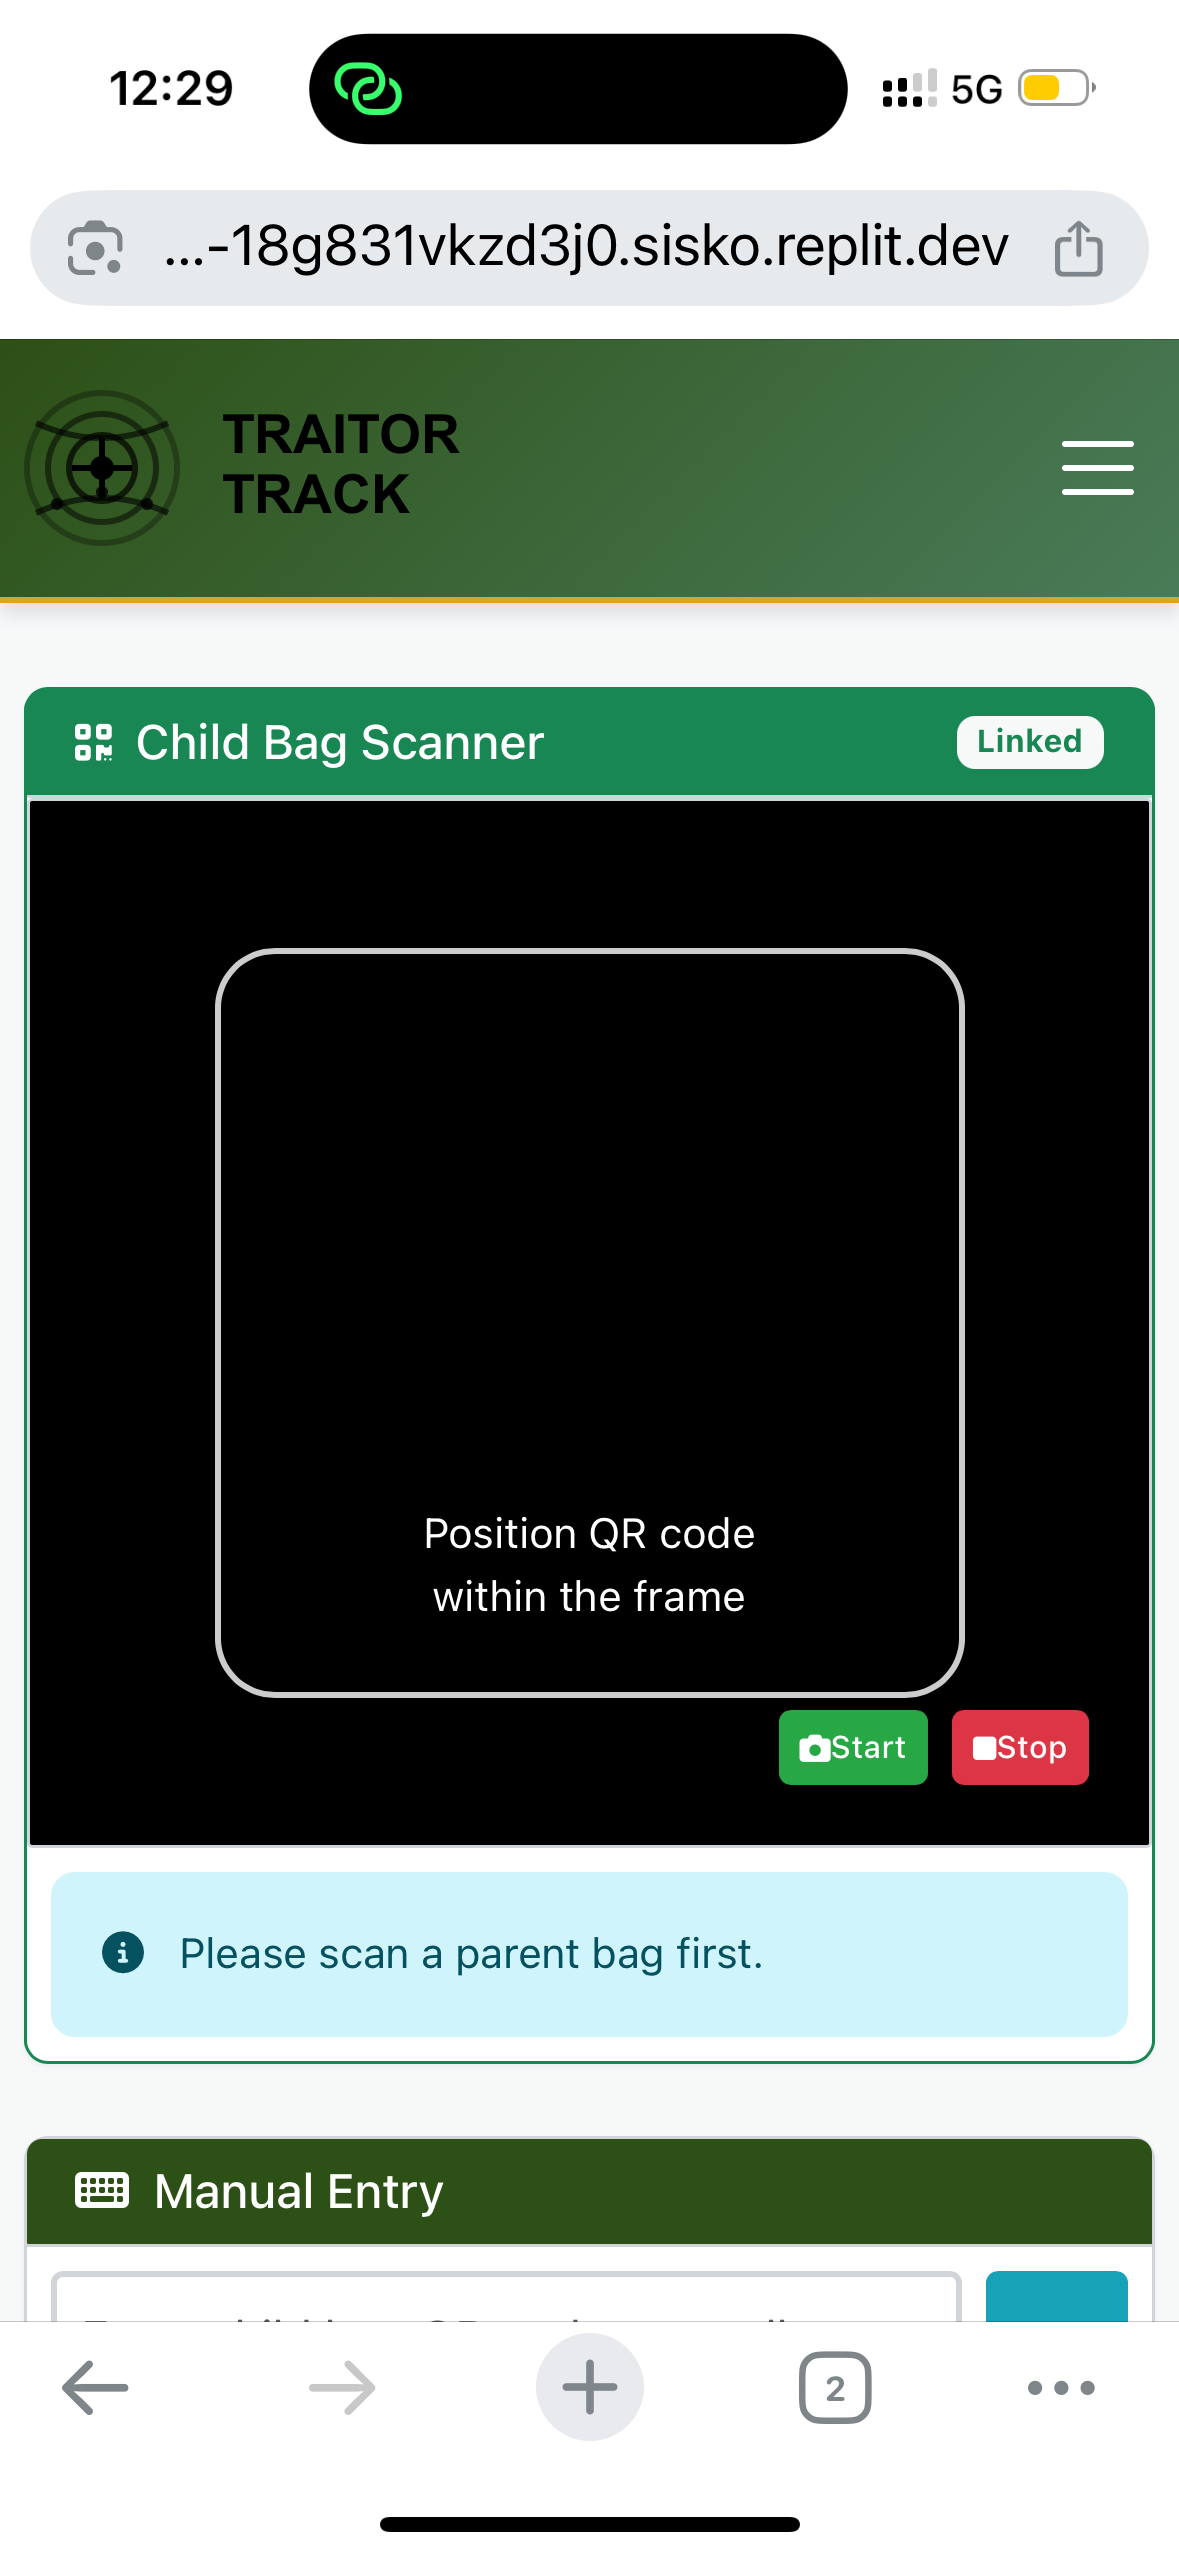 12:29
5G
...-18g831vkzd3j0.sisko.replit.dev
TRAITOR
TRACK
Child Bag Scanner
Linked
Position QR code
within the frame
Start
Stop
Please scan a parent bag first.
Manual Entry
2